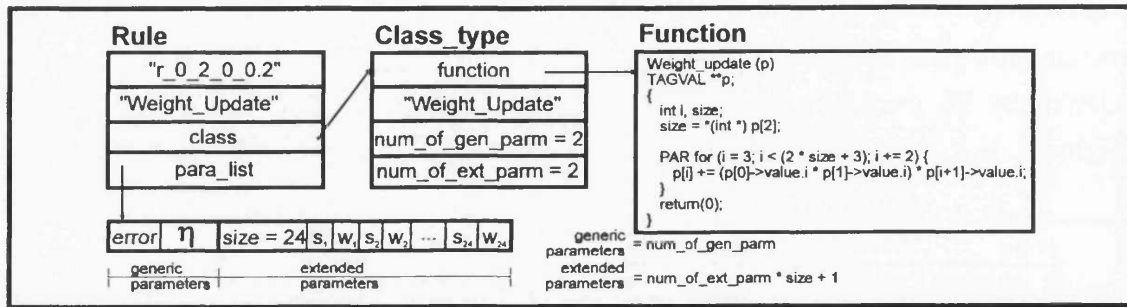 Rule
"r_0_2_0_0.2"
"Weight_Update"
class
para_list
Class_type
function
"Weight_Update"
num_of_gen_parm = 2
num_of_ext_parm = 2
Function
Weight_update (p)
TAGVAL **p;
{
int i, size;
size = *(int *) p[2];
PAR for (i = 3; i < (2 * size + 3); i += 2) {
p[i] += (p[0]->value.i * p[1]->value.i) * p[i+1]->value.i;
}
return(0);
}
error η size = 24 s₁ w₁ s₂ w₂ ... s₂₄ w₂₄
generic parameters
extended parameters
generic parameters = num_of_gen_parm
extended parameters = num_of_ext_parm * size + 1